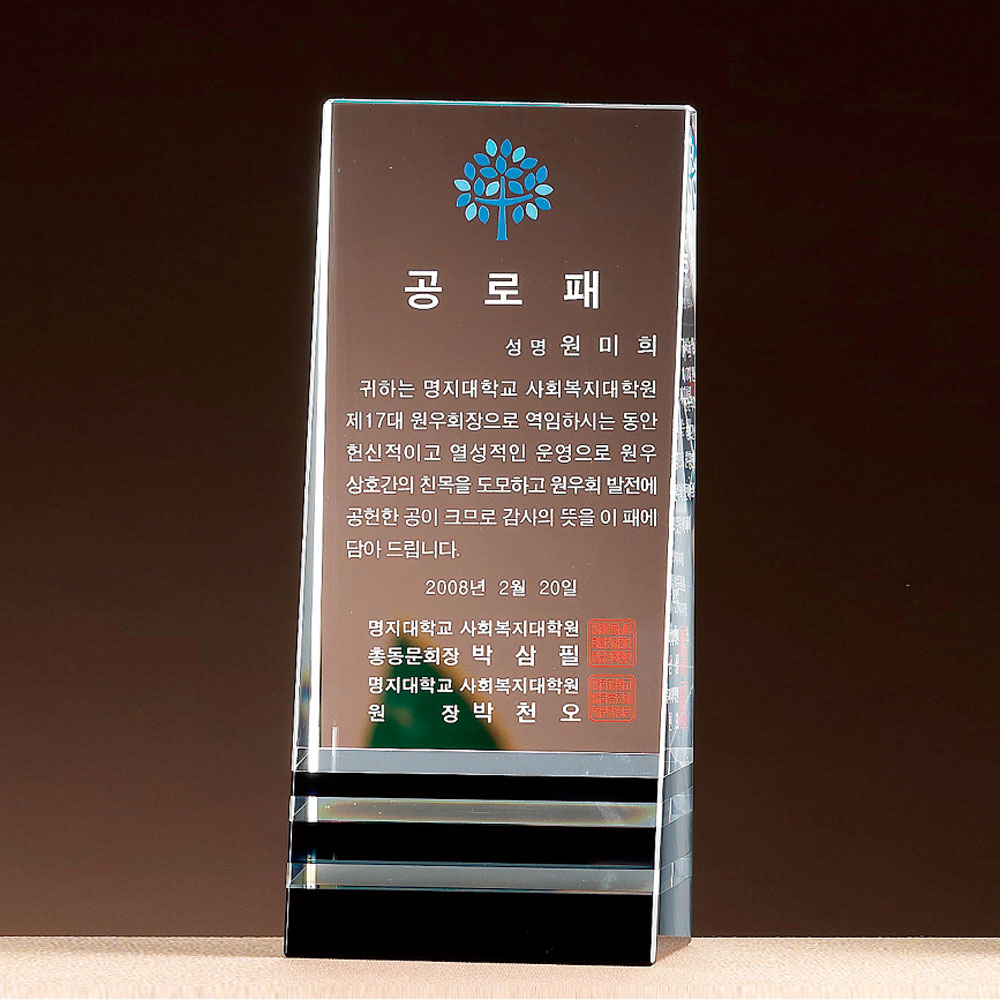 공 로 패
성명 원 미 희
귀하는 명지대학교 사회복지대학원
제17대 원우회장으로 역임하시는 동안
헌신적이고 열성적인 운영으로 원우
상호간의 친목을 도모하고 원우회 발전에
공헌한 공이 크므로 감사의 뜻을 이 패에
담아 드립니다.
2008년 2월 20일
명지대학교 사회복지대학원
총동문회장 박 삼 필
명지대학교 사회복지대학원
원 장 박 천 오